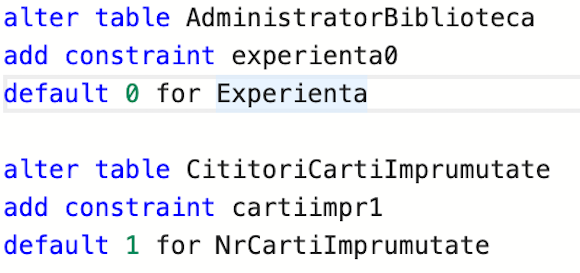 alter table AdministratorBiblioteca
add constraint experienta0
default 0 for Experienta
alter table CititoriCartiImprumutate
add constraint cartiimpr1
default 1 for NrCartiImprumutate